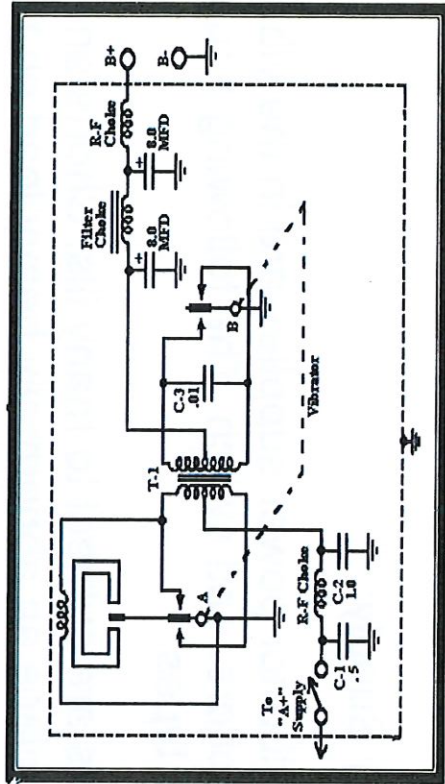 R-F
Choke
B+
B-
Filter
Choke
+
8.0
MFD
+
8.0
MFD
T-1
C-3
.01
A
B
Vibrator
To
"A+"
Supply
R-F Choke
C-1
.5
C-2
1.0